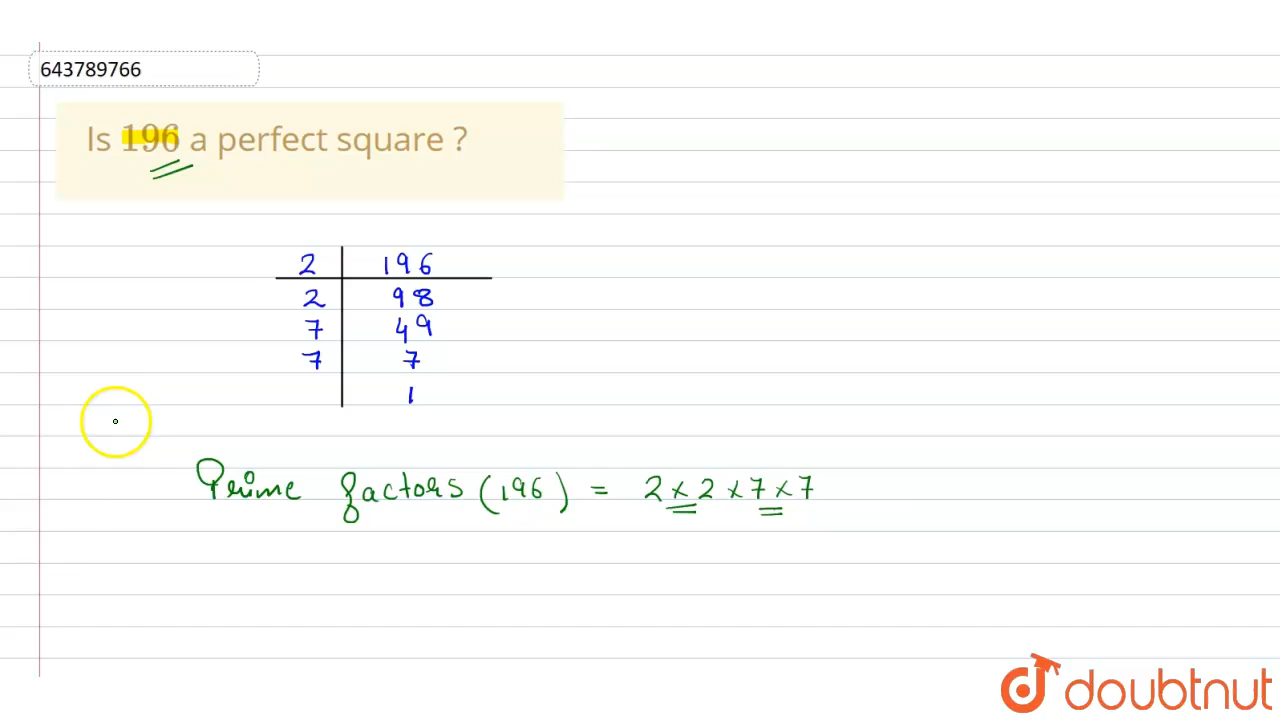 643789766
Is 196 a perfect square ?
2 196
2 98
7 49
7 7
1
Prime factors (196) = 2 × 2 × 7 × 7
doubtnut